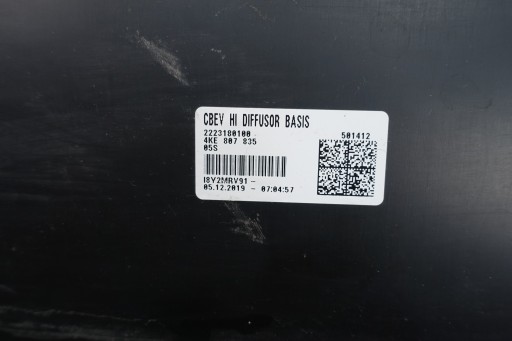 CBEV HI DIFFUSOR BASIS
2223180100
501412
4KE 807 835
05S
I8Y2MRV91-
05.12.2019 - 07:04:57